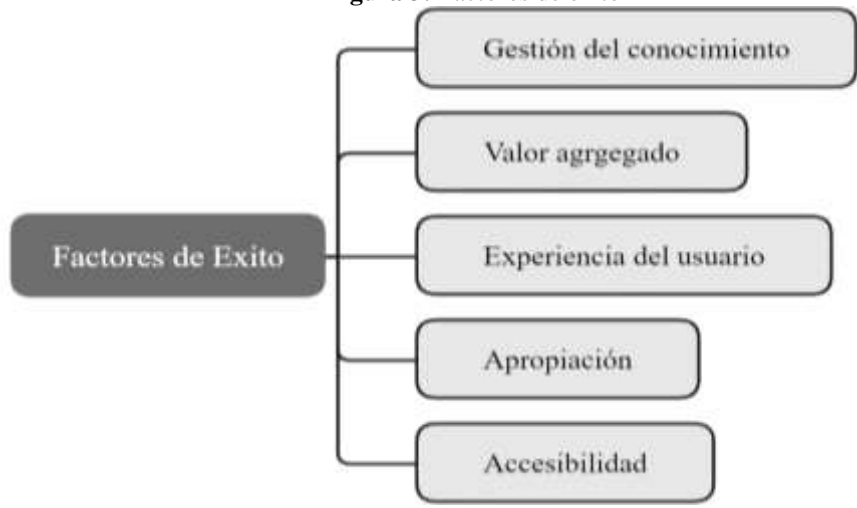 Gestión del conocimiento
Valor agrgegado
Factores de Exito
Experiencia del usuario
Apropiación
Accesibilidad